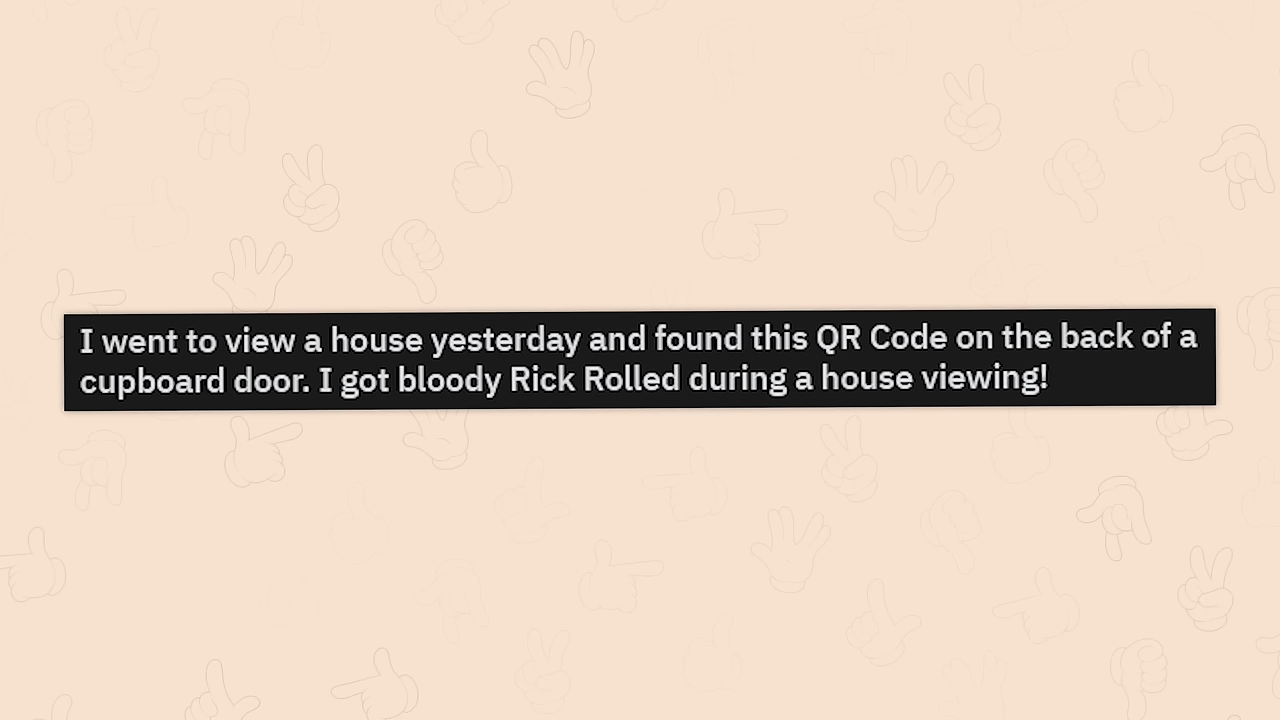 I went to view a house yesterday and found this QR Code on the back of a
cupboard door. I got bloody Rick Rolled during a house viewing!